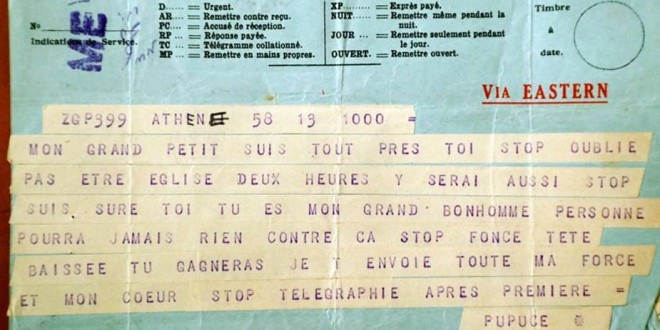 D...... = Urgent.
AR..... = Remettre contre reçu.
PC..... = Accusé de réception.
RP..... = Réponse payée.
TC..... = Télégramme collationné.
MP..... = Remettre en mains propres.
XP........ = Exprès payé.
NUIT...... = Remettre même pendant la nuit.
JOUR...... = Remettre seulement pendant le jour.
OUVERT. = Remettre ouvert.
Timbre
à
date.
N°
Indications de Service.
VIA EASTERN
ZGP399 ATHENE 58 13 1000 =
MON GRAND PETIT SUIS TOUT PRES TOI STOP OUBLIE
PAS ETRE EGLISE DEUX HEURES Y SERAI AUSSI STOP
SUIS SURE TOI TU ES MON GRAND BONHOMME PERSONNE
POURRA JAMAIS RIEN CONTRE CA STOP FONCE TETE
BAISSEE TU GAGNERAS JE T ENVOIE TOUTE MA FORCE
ET MON COEUR STOP TELEGRAPHIE APRES PREMIERE =
PUPUCE